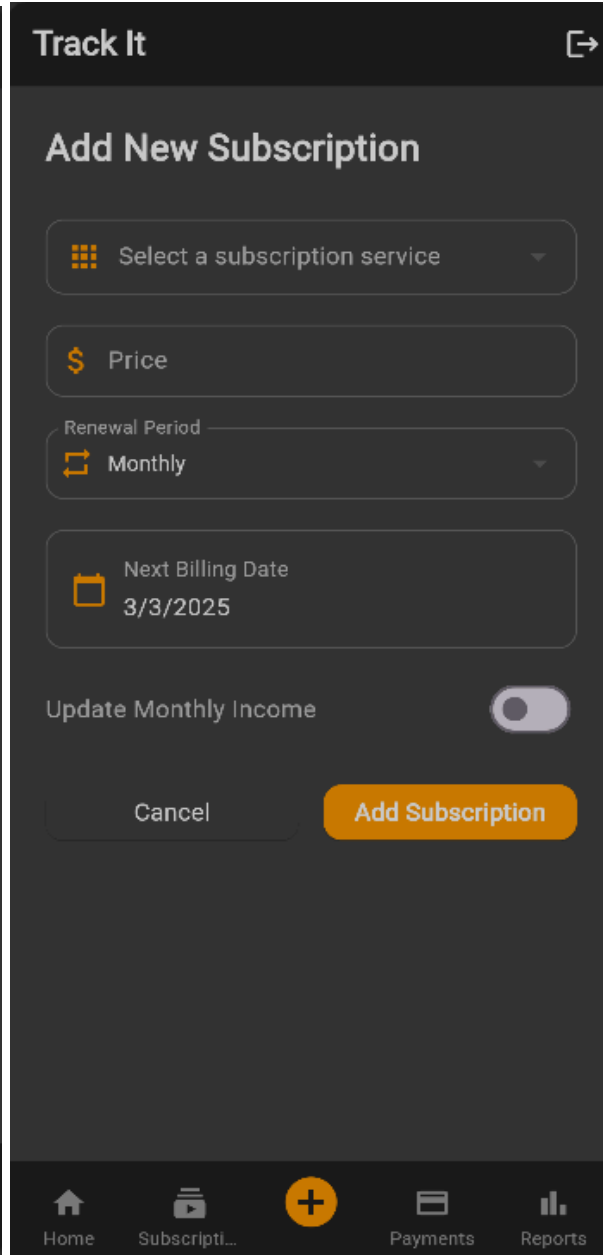 Track It
Add New Subscription
Select a subscription service
$ Price
Renewal Period
Monthly
Next Billing Date
3/3/2025
Update Monthly Income
Cancel
Add Subscription
Home
Subscripti...
Payments
Reports